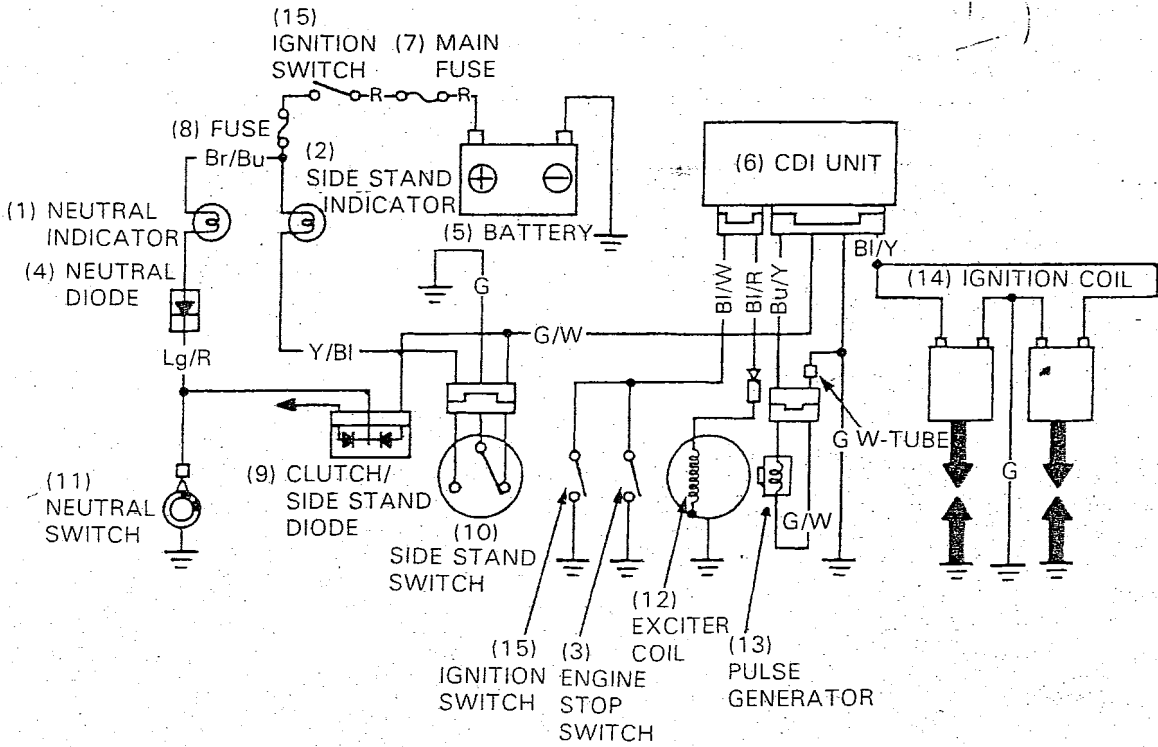 (15)
IGNITION
SWITCH
(7) MAIN
FUSE
R
R
(8) FUSE
Br/Bu
(2)
SIDE STAND
INDICATOR
(6) CDI UNIT
(1) NEUTRAL
INDICATOR
(5) BATTERY
Bl/Y
(4) NEUTRAL
DIODE
G
Bl/W
Bl/R
Bu/Y
(14) IGNITION COIL
Lg/R
Y/Bl
G/W
G W-TUBE
(9) CLUTCH/
SIDE STAND
DIODE
G
(11)
NEUTRAL
SWITCH
(10)
SIDE STAND
SWITCH
G/W
(15)
IGNITION
SWITCH
(3)
ENGINE
STOP
SWITCH
(12)
EXCITER
COIL
(13)
PULSE
GENERATOR